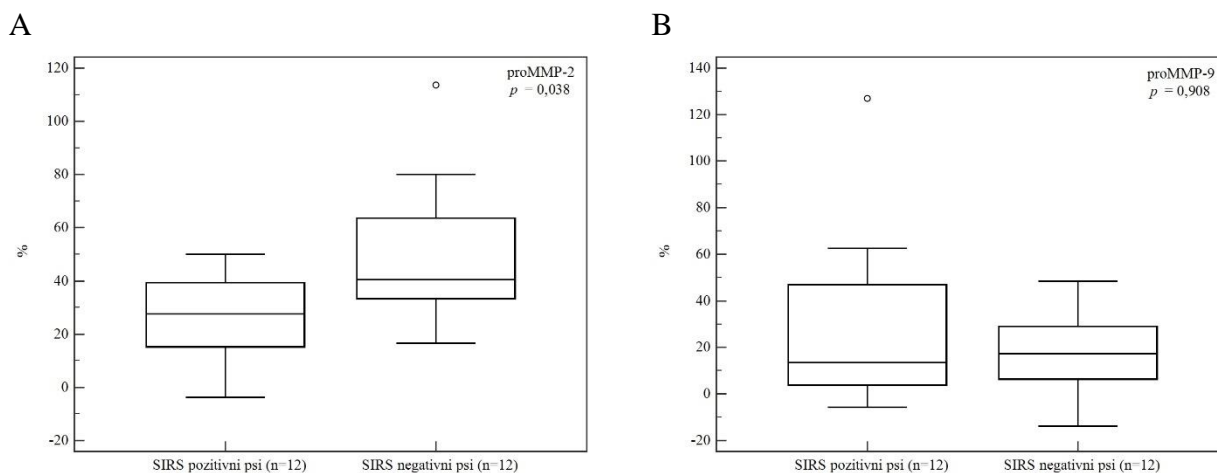 A
120
100
80
60
40
20
0
-20
%
proMMP-2
p = 0,038
SIRS pozitivni psi (n=12)
SIRS negativni psi (n=12)
B
140
120
100
80
60
40
20
0
-20
%
proMMP-9
p = 0,908
SIRS pozitivni psi (n=12)
SIRS negativni psi (n=12)